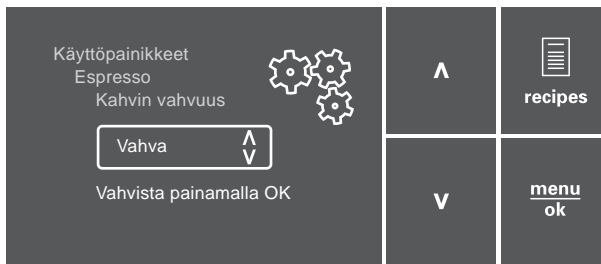 Käyttöpainikkeet
Espresso
Kahvin vahvuus
Vahva
Vahvista painamalla OK
recipes
menu
ok